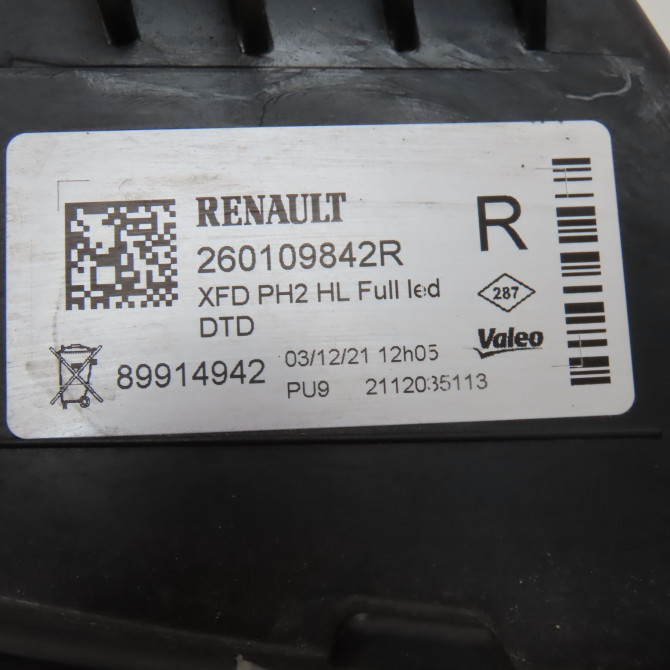 RENAULT
R
260109842R
XFD PH2 HL Full led
287
DTD
Valeo
89914942
03/12/21 12h05
PU9 2112035113